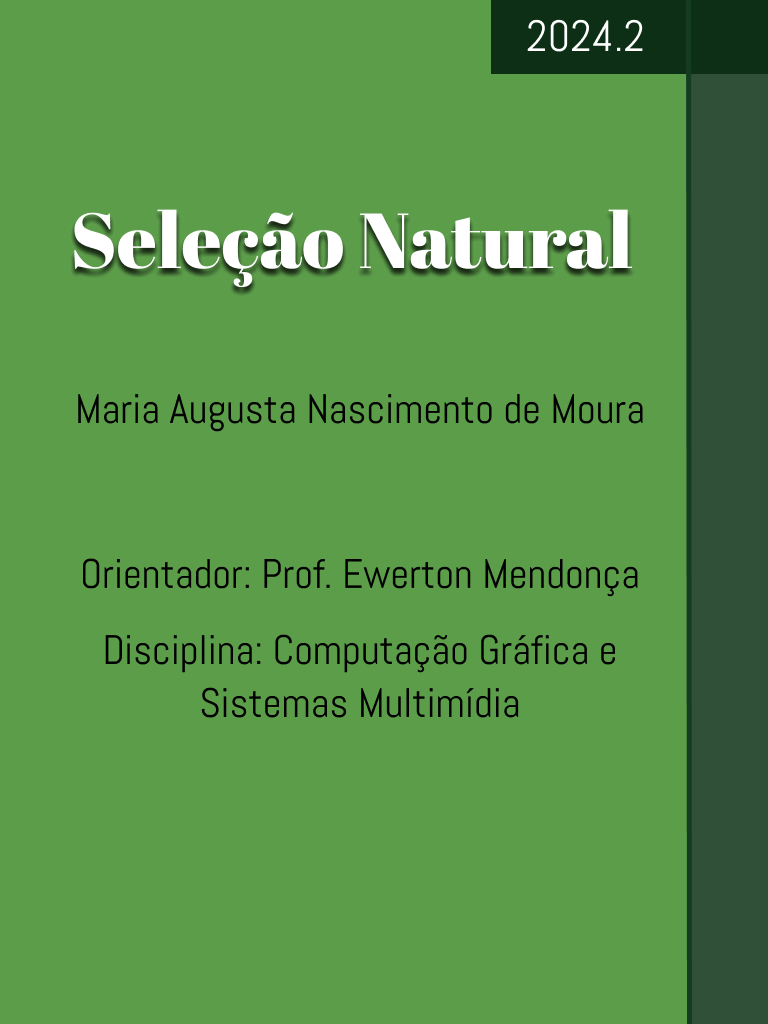 2024.2
Seleção Natural
Maria Augusta Nascimento de Moura
Orientador: Prof. Ewerton Mendonça
Disciplina: Computação Gráfica e
Sistemas Multimídia